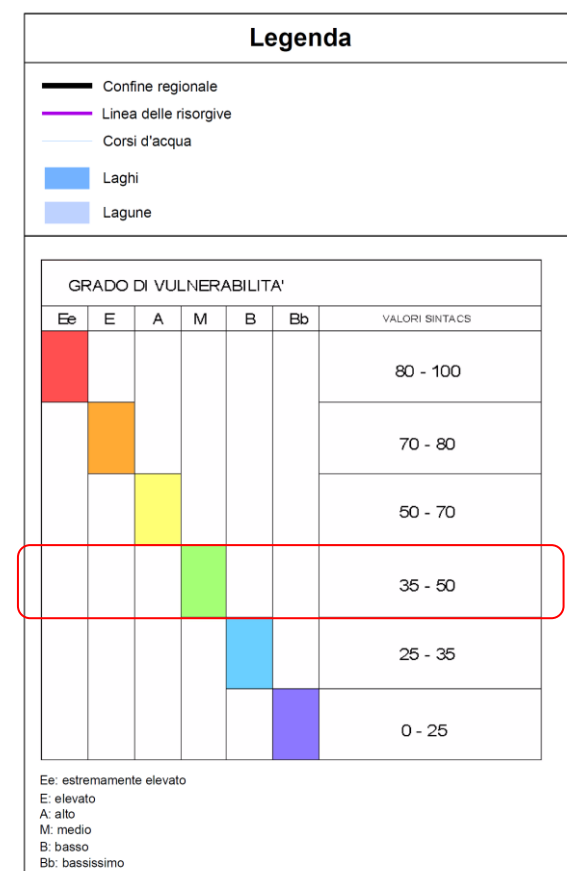 Legenda
Confine regionale
Linea delle risorgive
Corsi d'acqua
Laghi
Lagune
GRADO DI VULNERABILITA'
Ee E A M B Bb VALORI SINTACS
80 - 100
70 - 80
50 - 70
35 - 50
25 - 35
0 - 25
Ee: estremamente elevato
E: elevato
A: alto
M: medio
B: basso
Bb: bassissimo